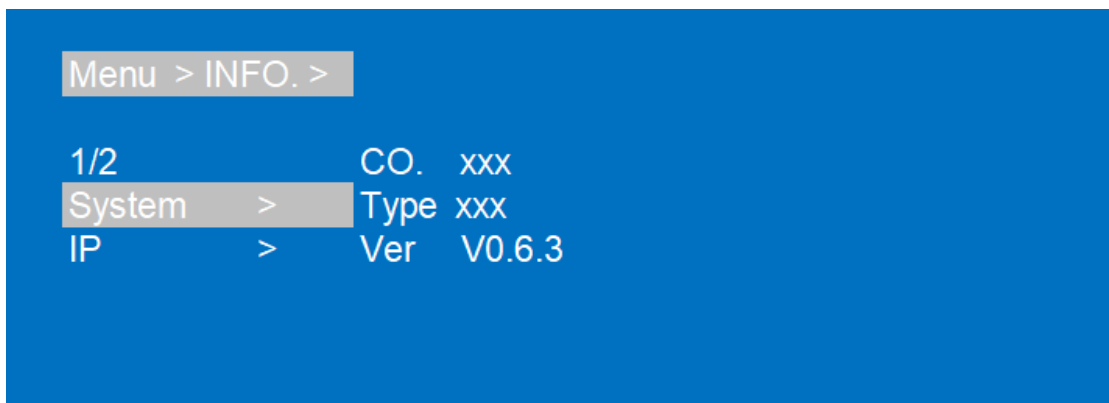 Menu > INFO. >
1/2 CO. xxx
System > Type xxx
IP > Ver V0.6.3